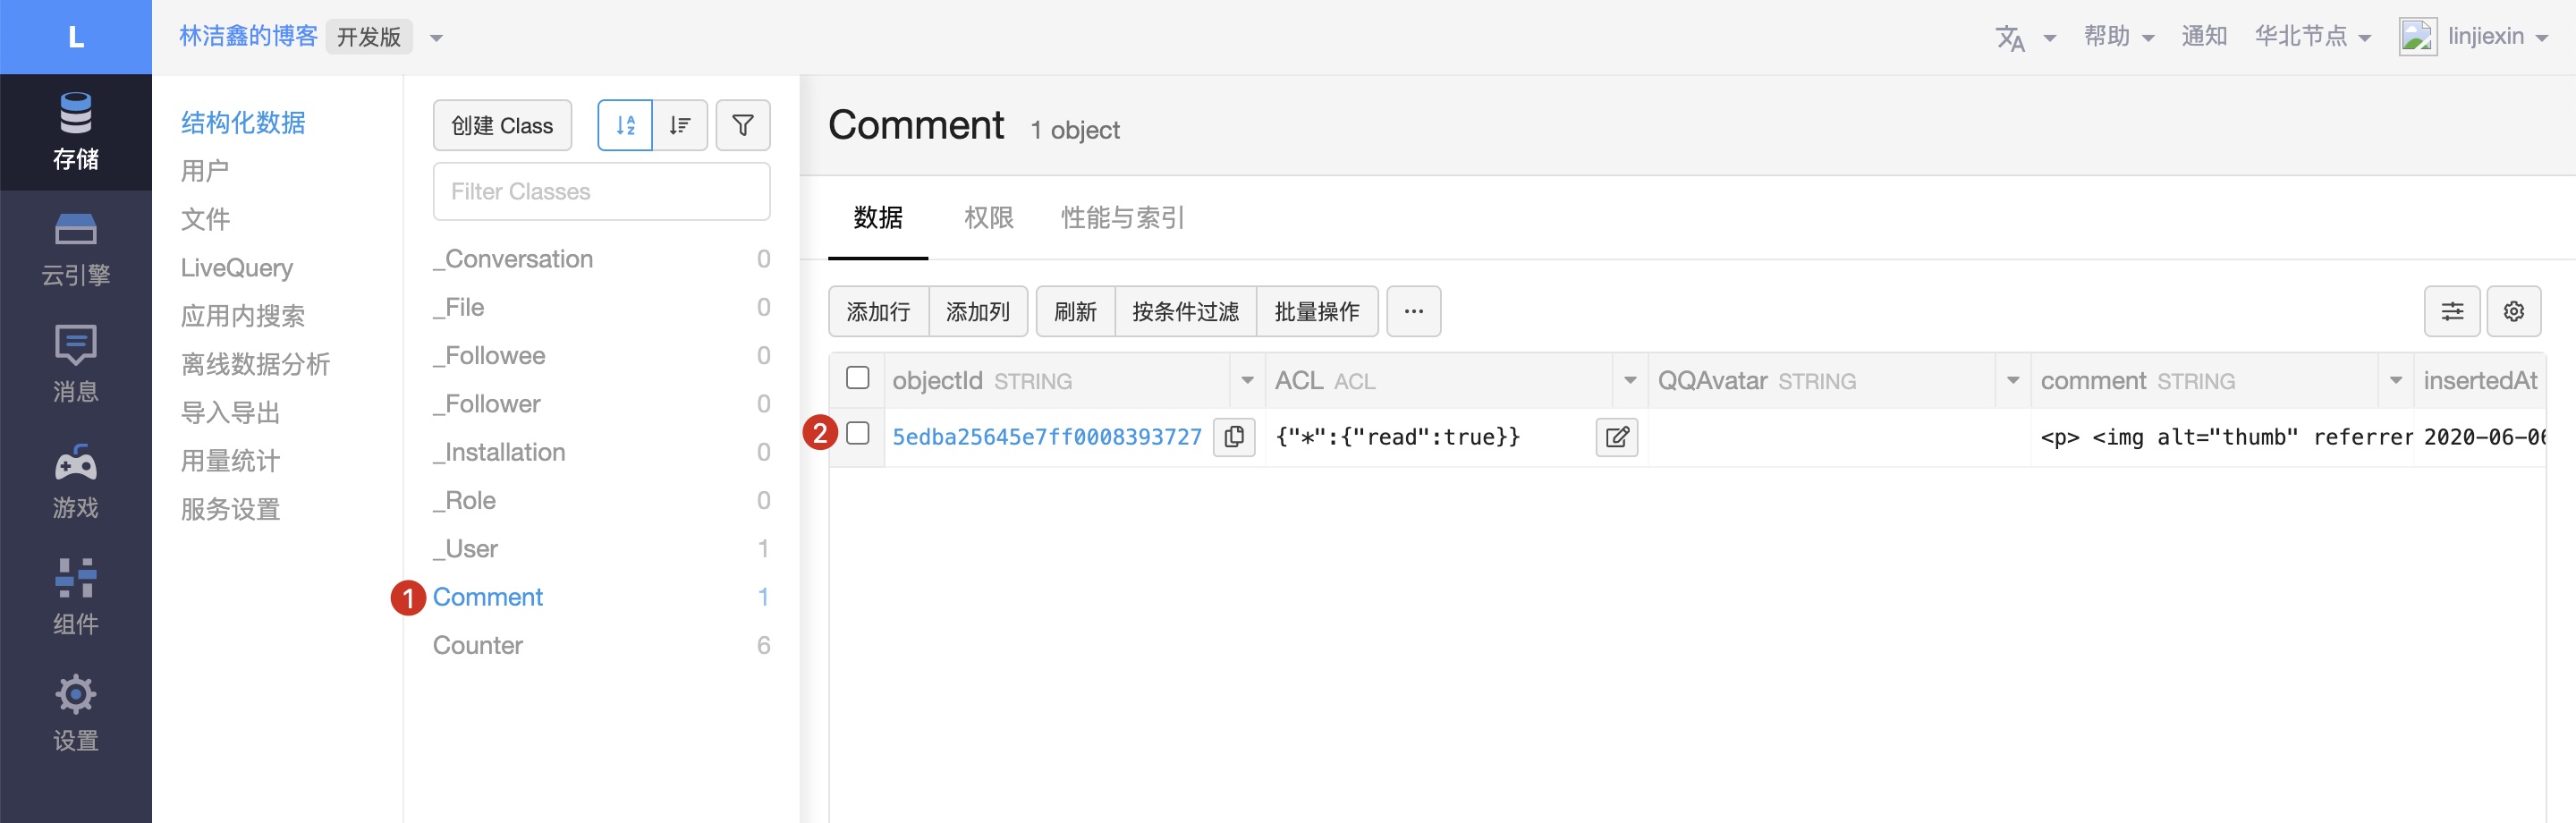 L
林洁鑫的博客 开发版
帮助 通知 华北节点 linjiexin
存储
云引擎
消息
游戏
组件
设置
结构化数据
用户
文件
LiveQuery
应用内搜索
离线数据分析
导入导出
用量统计
服务设置
创建 Class
Filter Classes
_Conversation 0
_File 0
_Followee 0
_Follower 0
_Installation 0
_Role 0
_User 1
1 Comment 1
Counter 6
Comment 1 object
数据 权限 性能与索引
添加行 添加列 刷新 按条件过滤 批量操作 ···
objectId STRING ACL ACL QQAvatar STRING comment STRING insertedAt
2 5edba25645e7ff0008393727 {"*":{"read":true}} <p> <img alt="thumb" referrer 2020-06-06